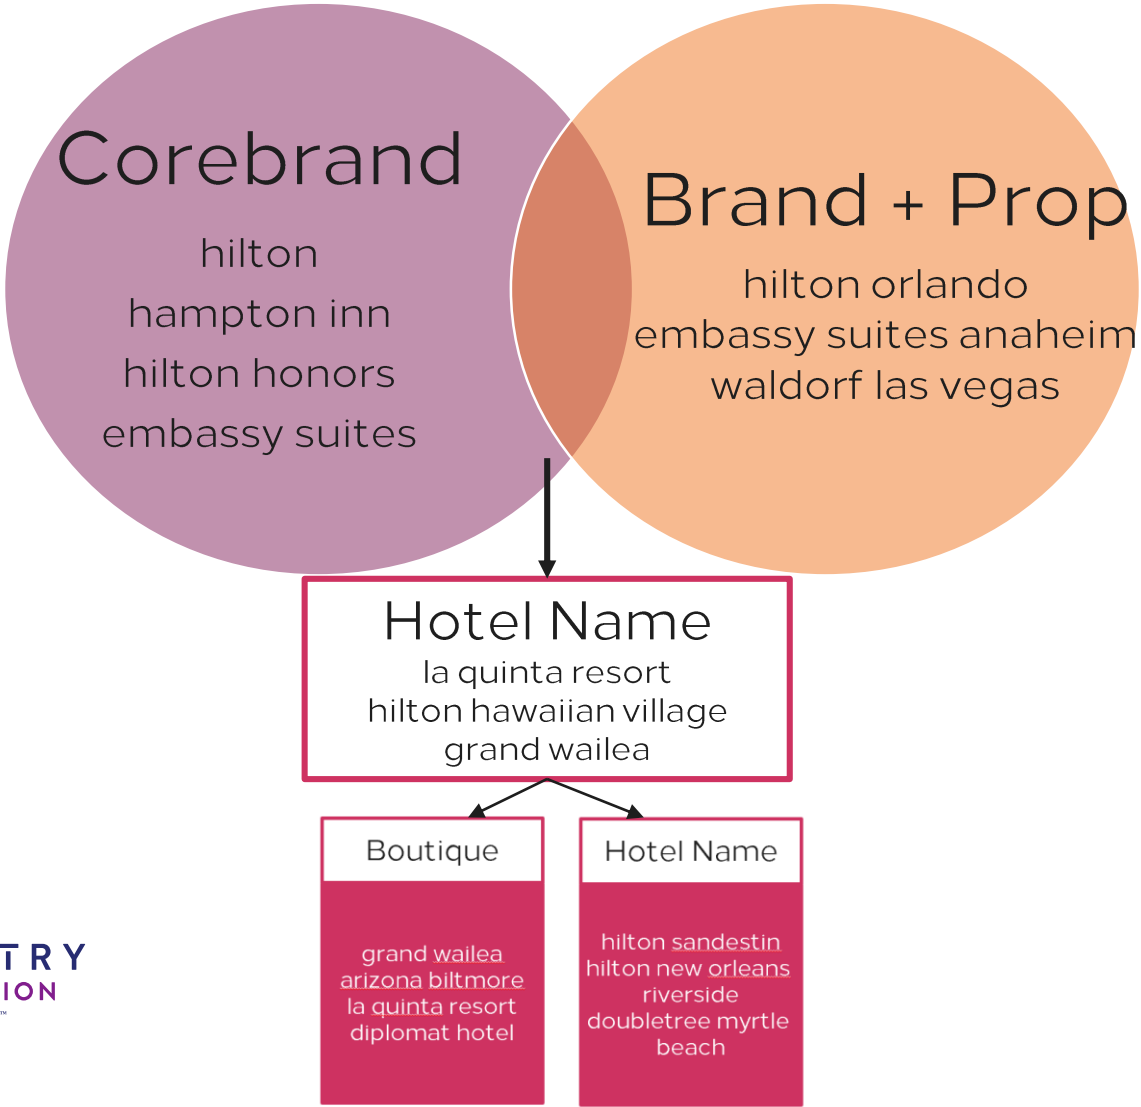 Corebrand
hilton
hampton inn
hilton honors
embassy suites
Brand + Prop
hilton orlando
embassy suites anaheim
waldorf las vegas
Hotel Name
la quinta resort
hilton hawaiian village
grand wailea
Boutique
grand wailea
arizona biltmore
la quinta resort
diplomat hotel
Hotel Name
hilton sandestin
hilton new orleans
riverside
doubletree myrtle
beach
TRY
ION
™